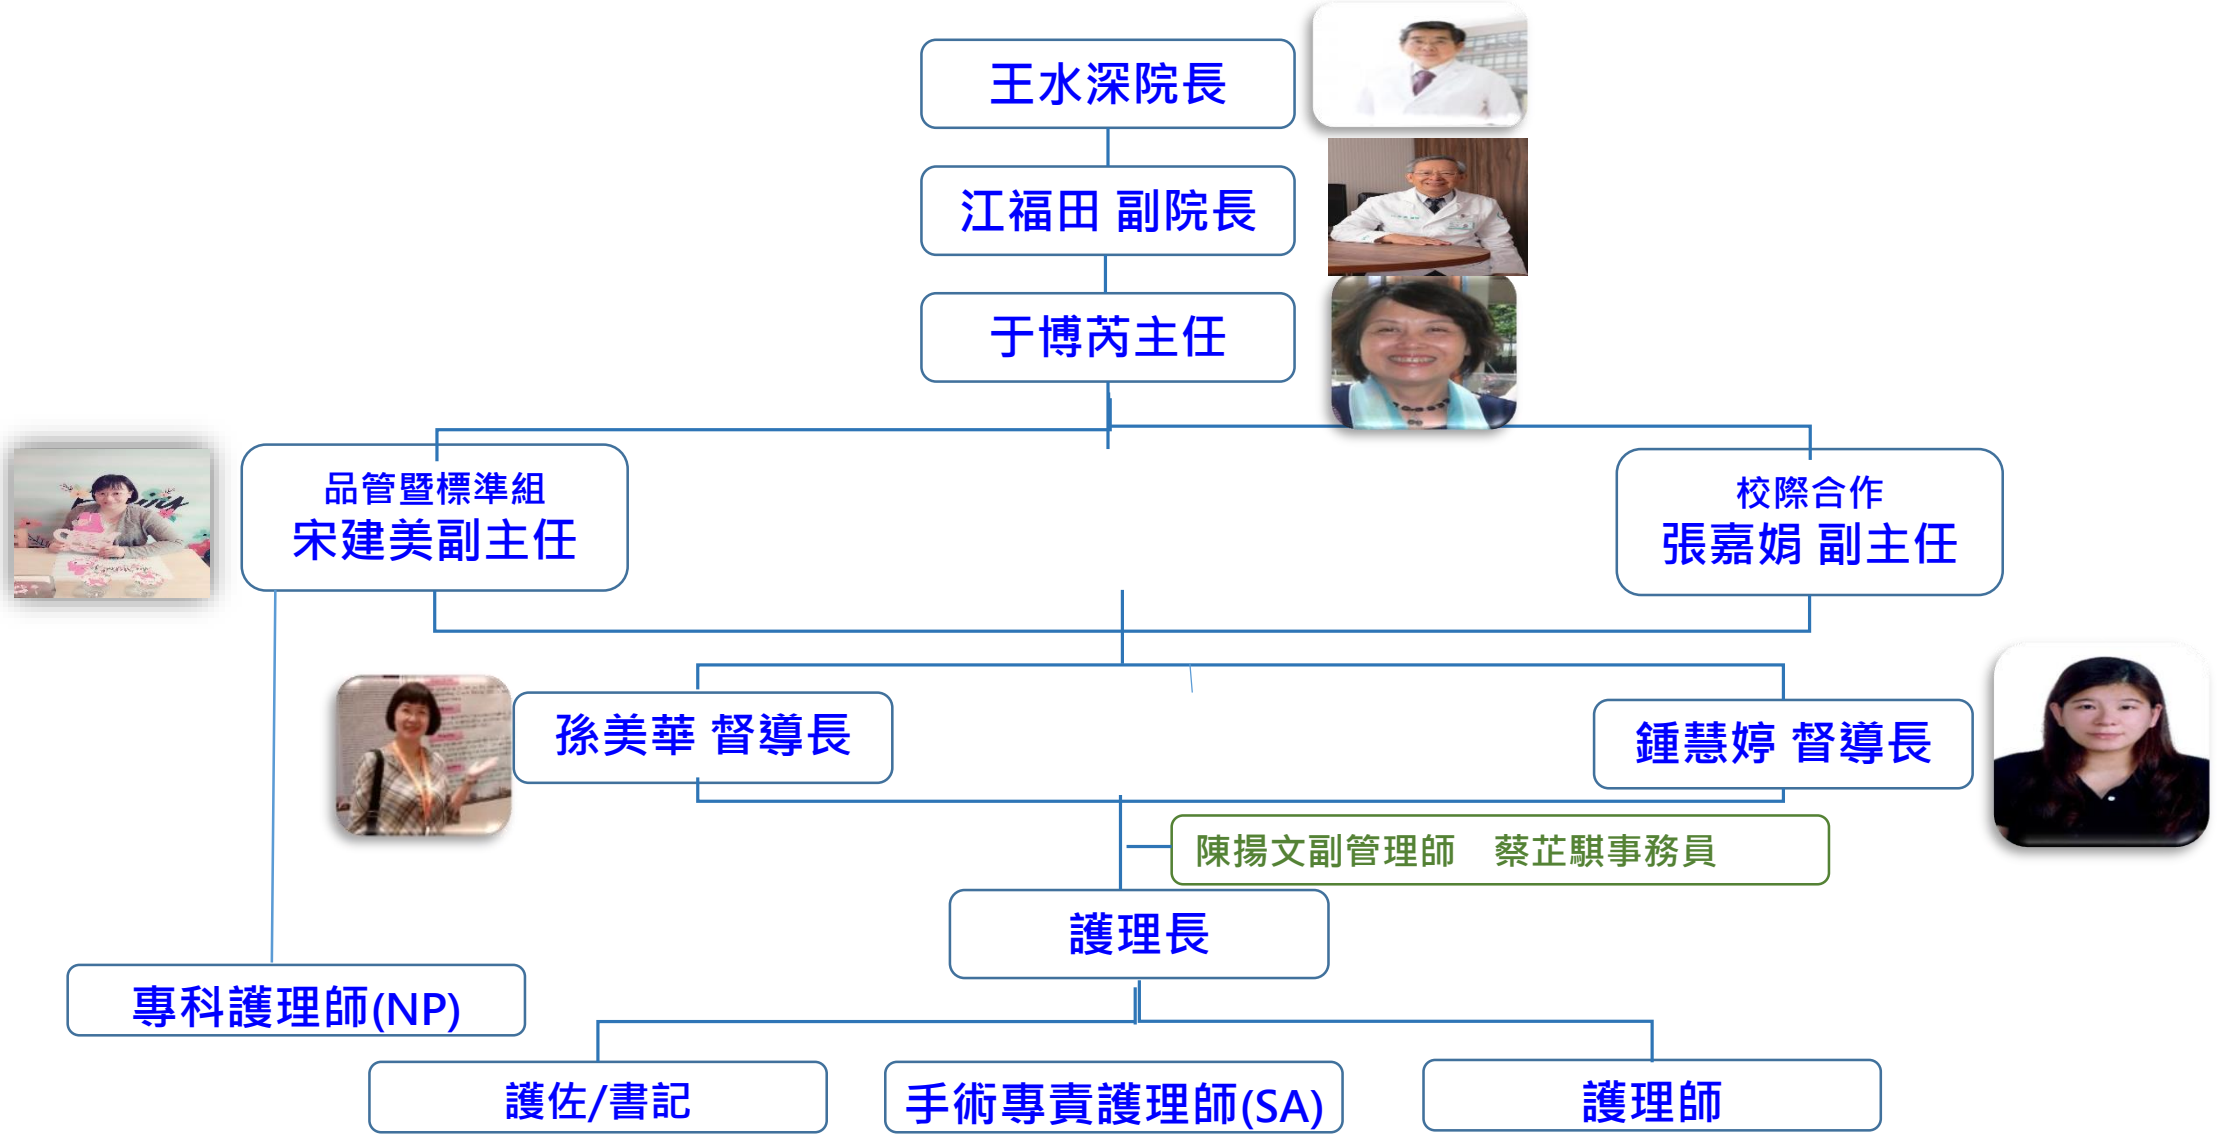 王水深院長
江福田 副院長
于博芮主任
品管暨標準組
宋建美副主任
校際合作
張嘉娟 副主任
孫美華 督導長
鍾慧婷 督導長
陳揚文副管理師 蔡芷騏事務員
護理長
專科護理師(NP)
護佐/書記
手術專責護理師(SA)
護理師